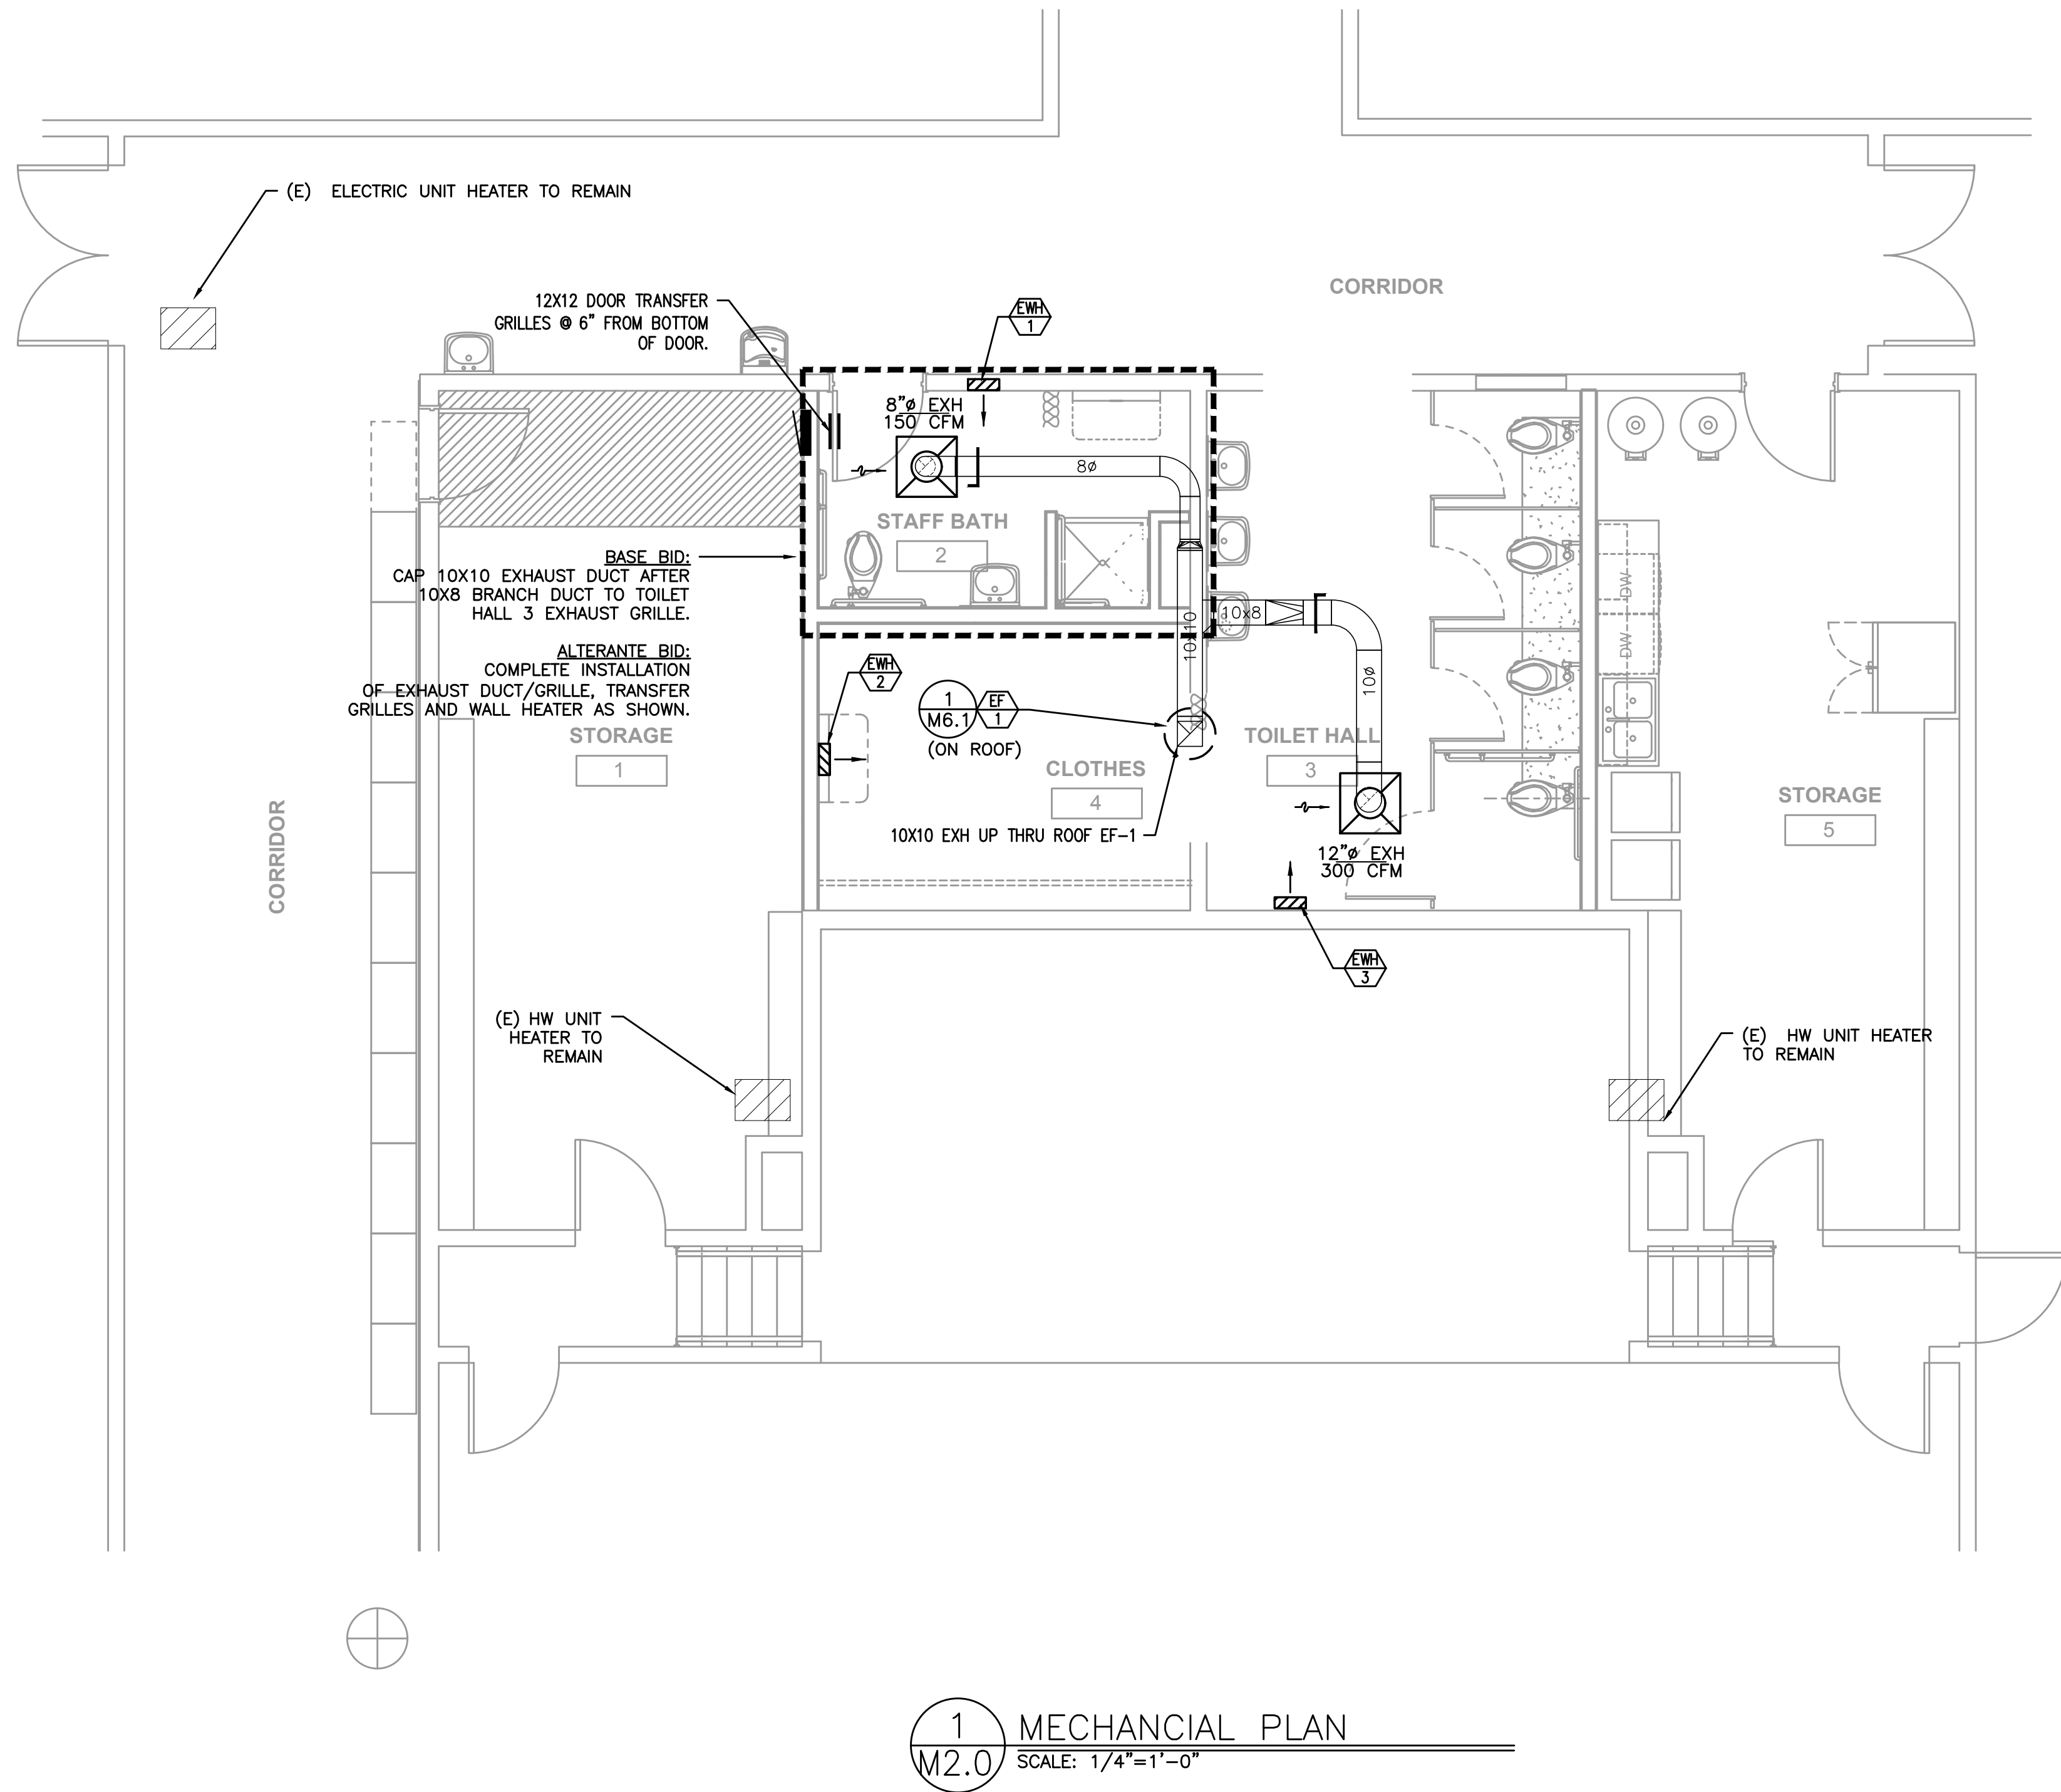 (E) ELECTRIC UNIT HEATER TO REMAIN
CORRIDOR
12X12 DOOR TRANSFER
GRILLES @ 6" FROM BOTTOM
OF DOOR.
EWH
1
8"ø EXH
150 CFM
8ø
STAFF BATH
2
BASE BID:
CAP 10X10 EXHAUST DUCT AFTER
10X8 BRANCH DUCT TO TOILET
HALL 3 EXHAUST GRILLE.
ALTERANTE BID:
COMPLETE INSTALLATION
OF EXHAUST DUCT/GRILLE, TRANSFER
GRILLES AND WALL HEATER AS SHOWN.
STORAGE
1
10x10
10x8
10ø
DW
DW
EWH
2
1
M6.1
EF
1
(ON ROOF)
TOILET HALL
3
CLOTHES
4
STORAGE
5
10X10 EXH UP THRU ROOF EF-1
12"ø EXH
300 CFM
CORRIDOR
EWH
3
(E) HW UNIT
HEATER TO
REMAIN
(E) HW UNIT HEATER
TO REMAIN
1
M2.0
MECHANCIAL PLAN
SCALE: 1/4"=1'-0"